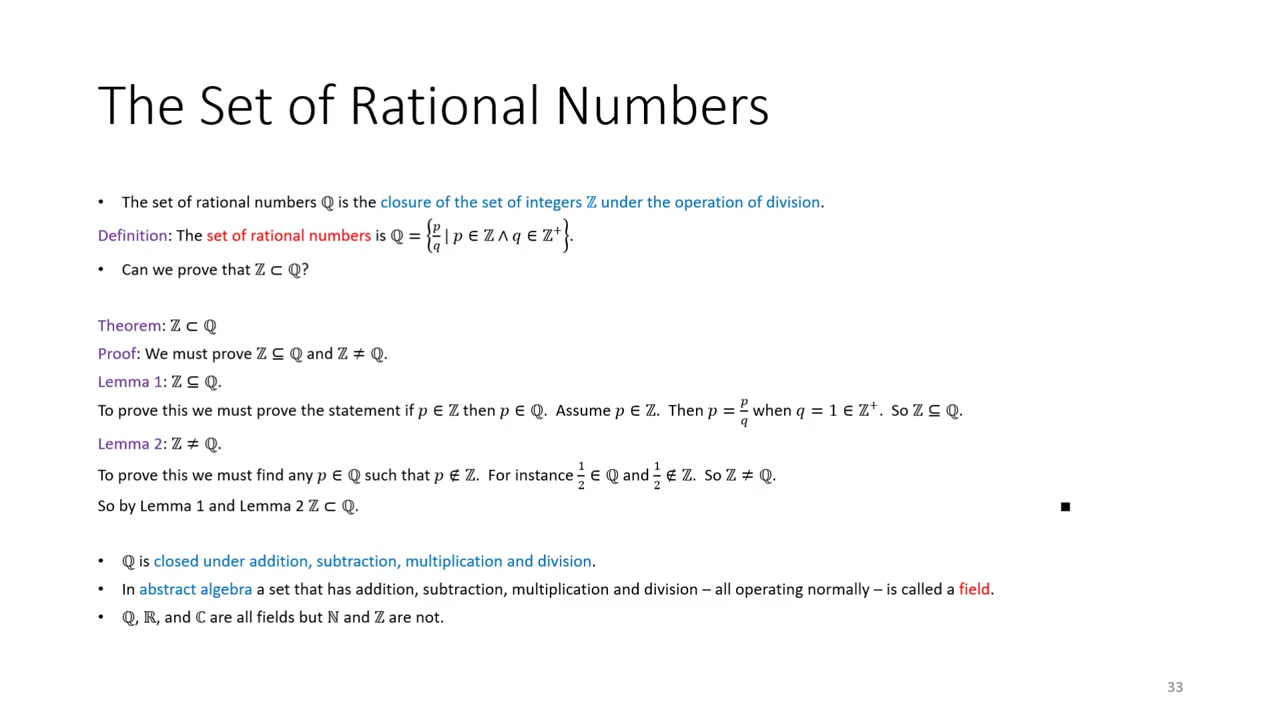 The Set of Rational Numbers
• The set of rational numbers ℚ is the closure of the set of integers ℤ under the operation of division.
Definition: The set of rational numbers is ℚ = {p/q | p ∈ ℤ ∧ q ∈ ℤ⁺}.
• Can we prove that ℤ ⊂ ℚ?
Theorem: ℤ ⊂ ℚ
Proof: We must prove ℤ ⊆ ℚ and ℤ ≠ ℚ.
Lemma 1: ℤ ⊆ ℚ.
To prove this we must prove the statement if p ∈ ℤ then p ∈ ℚ. Assume p ∈ ℤ. Then p = p/q when q = 1 ∈ ℤ⁺. So ℤ ⊆ ℚ.
Lemma 2: ℤ ≠ ℚ.
To prove this we must find any p ∈ ℚ such that p ∉ ℤ. For instance 1/2 ∈ ℚ and 1/2 ∉ ℤ. So ℤ ≠ ℚ.
So by Lemma 1 and Lemma 2 ℤ ⊂ ℚ. ■
• ℚ is closed under addition, subtraction, multiplication and division.
• In abstract algebra a set that has addition, subtraction, multiplication and division – all operating normally – is called a field.
• ℚ, ℝ, and ℂ are all fields but ℕ and ℤ are not.
33